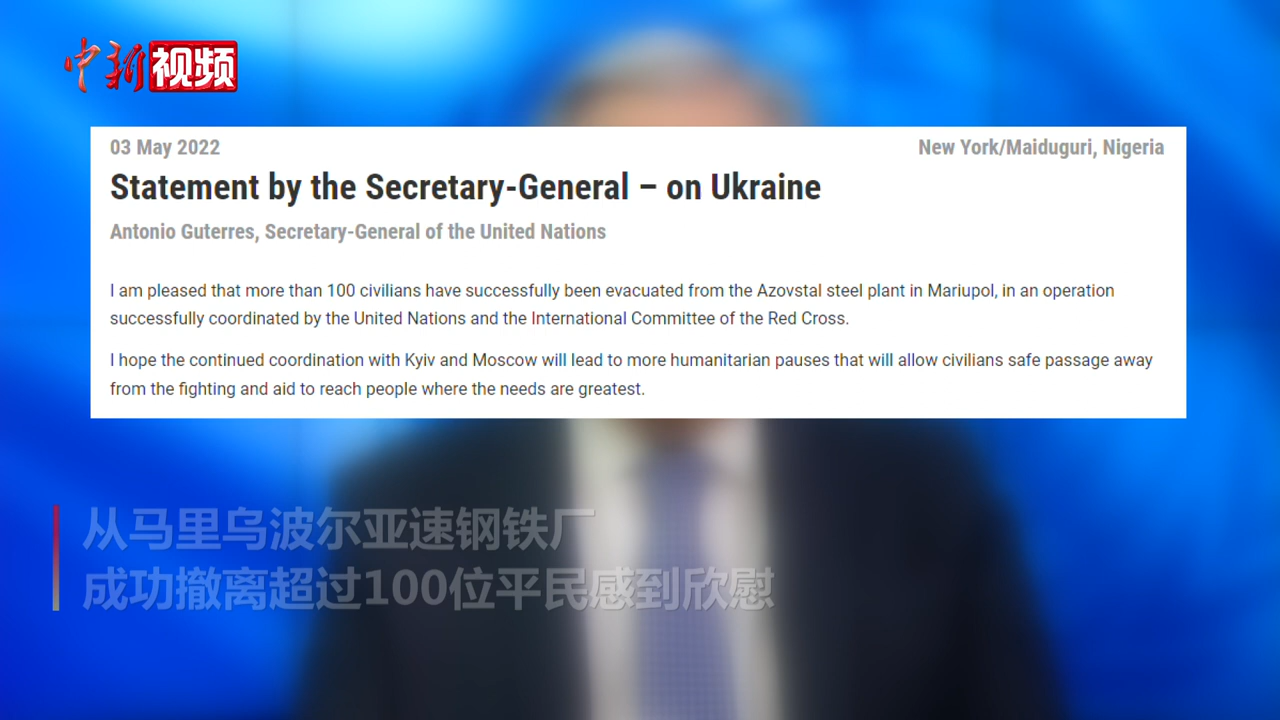 中新视频
03 May 2022
New York/Maiduguri, Nigeria
Statement by the Secretary-General – on Ukraine
Antonio Guterres, Secretary-General of the United Nations
I am pleased that more than 100 civilians have successfully been evacuated from the Azovstal steel plant in Mariupol, in an operation
successfully coordinated by the United Nations and the International Committee of the Red Cross.
I hope the continued coordination with Kyiv and Moscow will lead to more humanitarian pauses that will allow civilians safe passage away
from the fighting and aid to reach people where the needs are greatest.
从马里乌波尔亚速钢铁厂
成功撤离超过100位平民感到欣慰